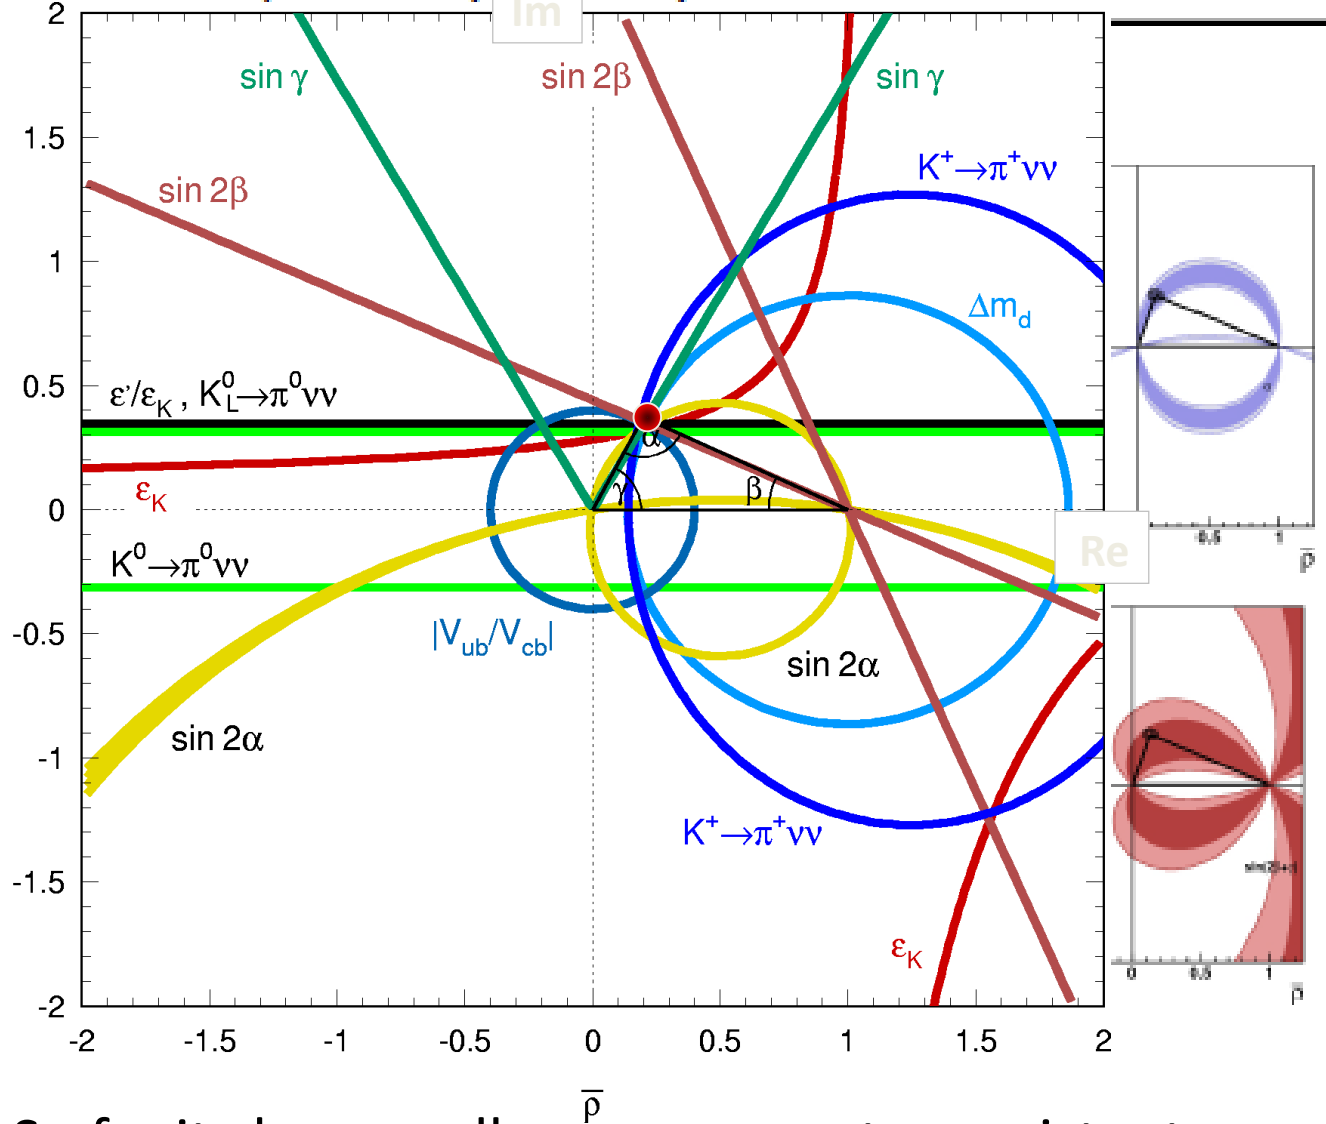 Im
2
1.5
1
0.5
0
-0.5
-1
-1.5
-2
sin γ
sin 2β
sin γ
sin 2β
K⁺→π⁺νν
Δm_d
ε'/ε_K , K⁰_L→π⁰νν
ε_K
α
γ
β
Re
K⁰→π⁰νν
|V_ub/V_cb|
sin 2α
sin 2α
K⁺→π⁺νν
ε_K
-2 -1.5 -1 -0.5 0 0.5 1 1.5 2
ρ̅
α
0.5 1
ρ̅
0 0.5 1
ρ̅